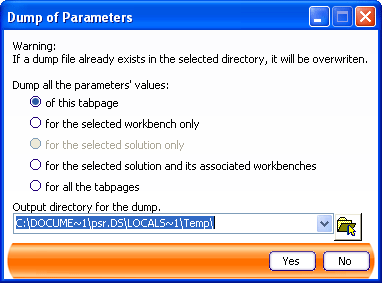 Dump of Parameters
Warning:
If a dump file already exists in the selected directory, it will be overwriten.
Dump all the parameters' values:
of this tabpage
for the selected workbench only
for the selected solution only
for the selected solution and its associated workbenches
for all the tabpages
Output directory for the dump.
C:\DOCUME~1\psr.DS\LOCALS~1\Temp\
Yes
No